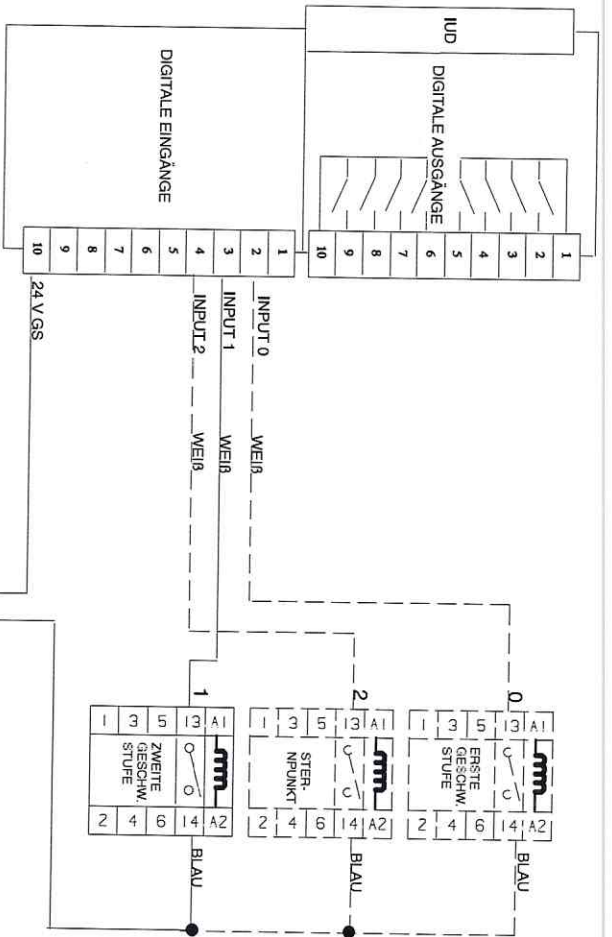 IUD
DIGITALE AUSGÄNGE
1
2
3
4
5
6
7
8
9
10
DIGITALE EINGÄNGE
1
2
3
4
5
6
7
8
9
10
INPUT 0
WEIß
INPUT 1
WEIß
INPUT 2
WEIß
24 V GS
0
A1
13
5
3
1
ERSTE
GESCHW.
STUFE
A2
14
6
4
2
BLAU
2
A1
13
5
3
1
STER-
NPUNKT
A2
14
6
4
2
1
A1
13
5
3
1
ZWEITE
GESCHW.
STUFE
A2
14
6
4
2
BLAU